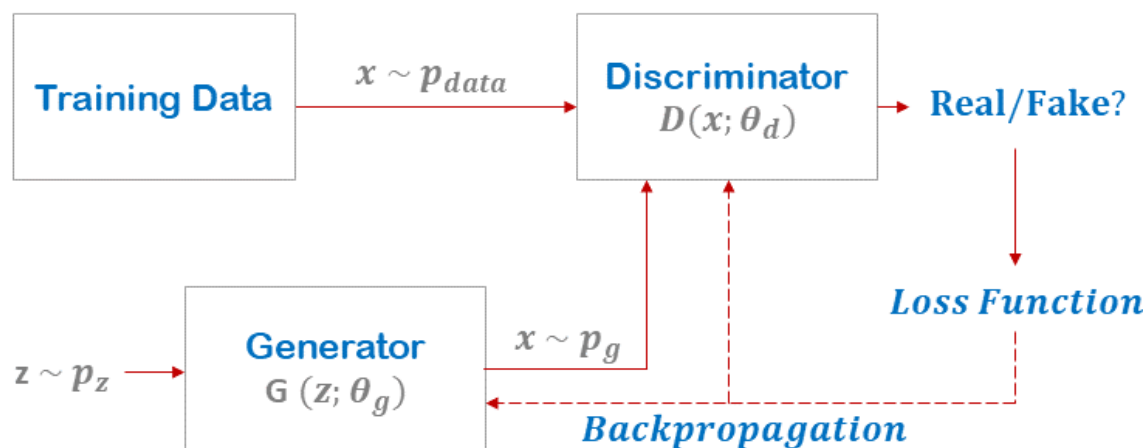 Training Data
x ~ p_data
Discriminator
D(x; θ_d)
Real/Fake?
Loss Function
z ~ p_z
Generator
G (z; θ_g)
x ~ p_g
Backpropagation